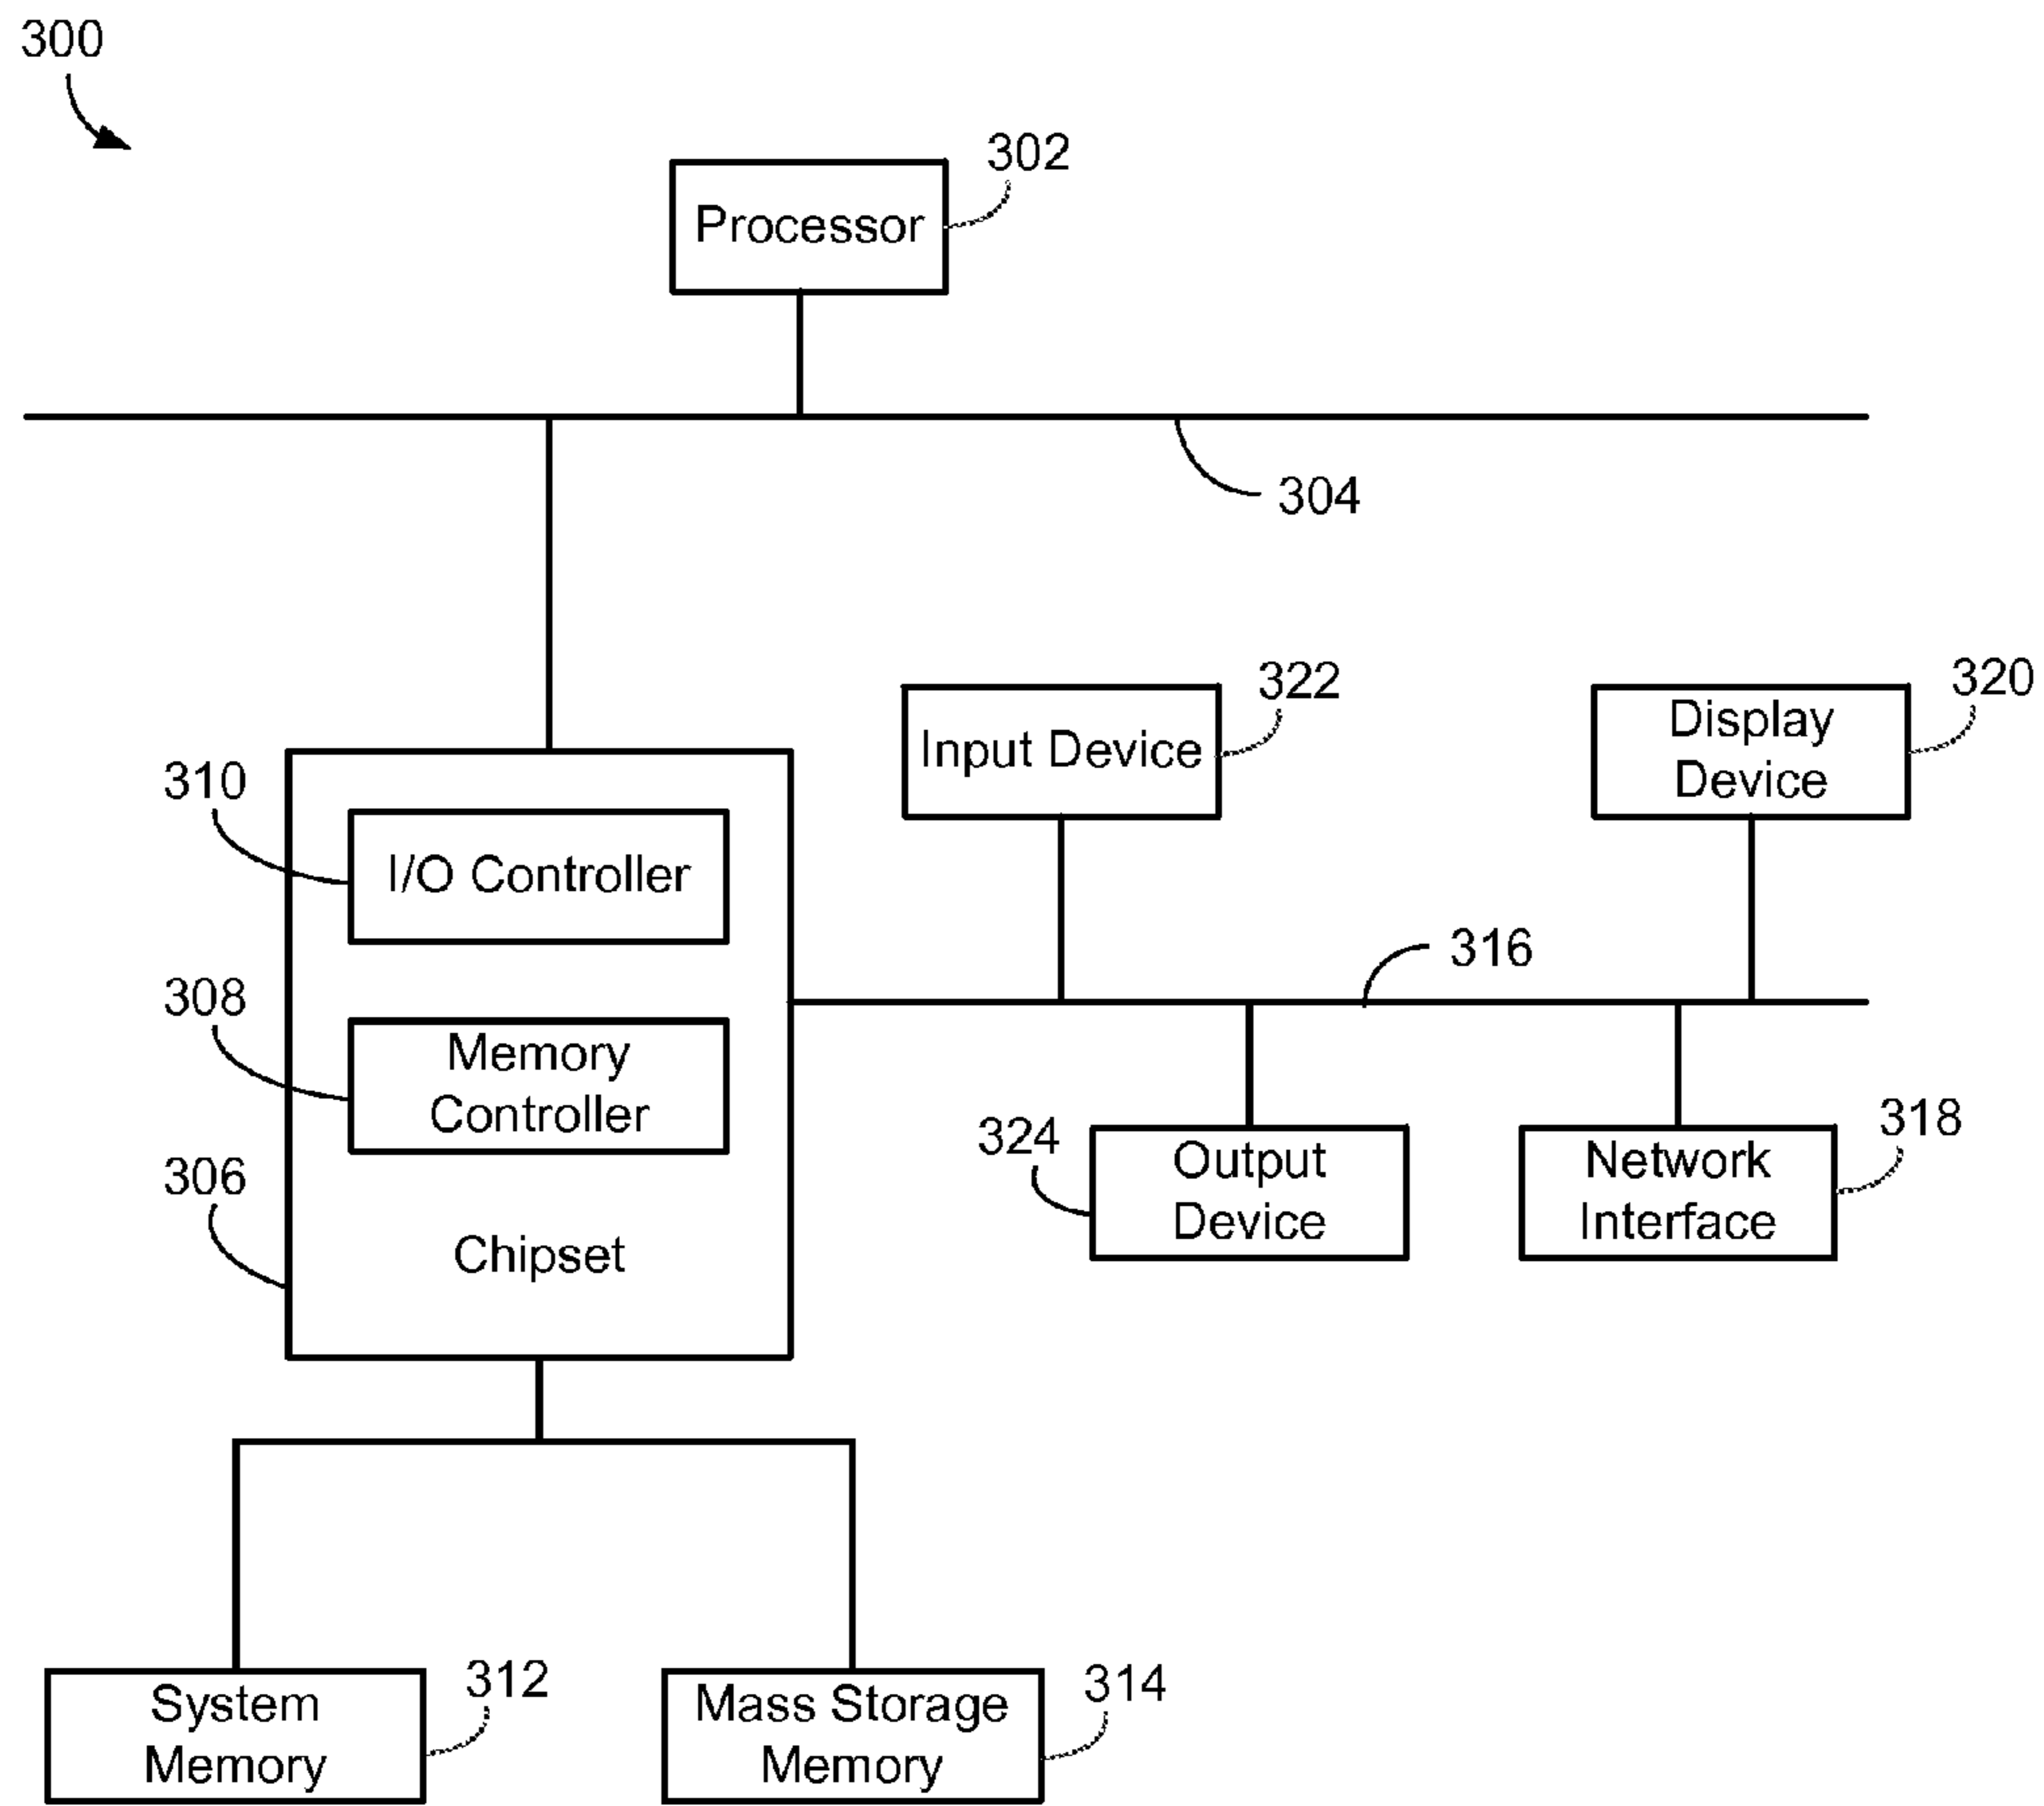 300
302
Processor
304
322
Input Device
320
Display
Device
310
I/O Controller
316
308
Memory
Controller
324
Output
Device
318
Network
Interface
306
Chipset
312
System
Memory
314
Mass Storage
Memory